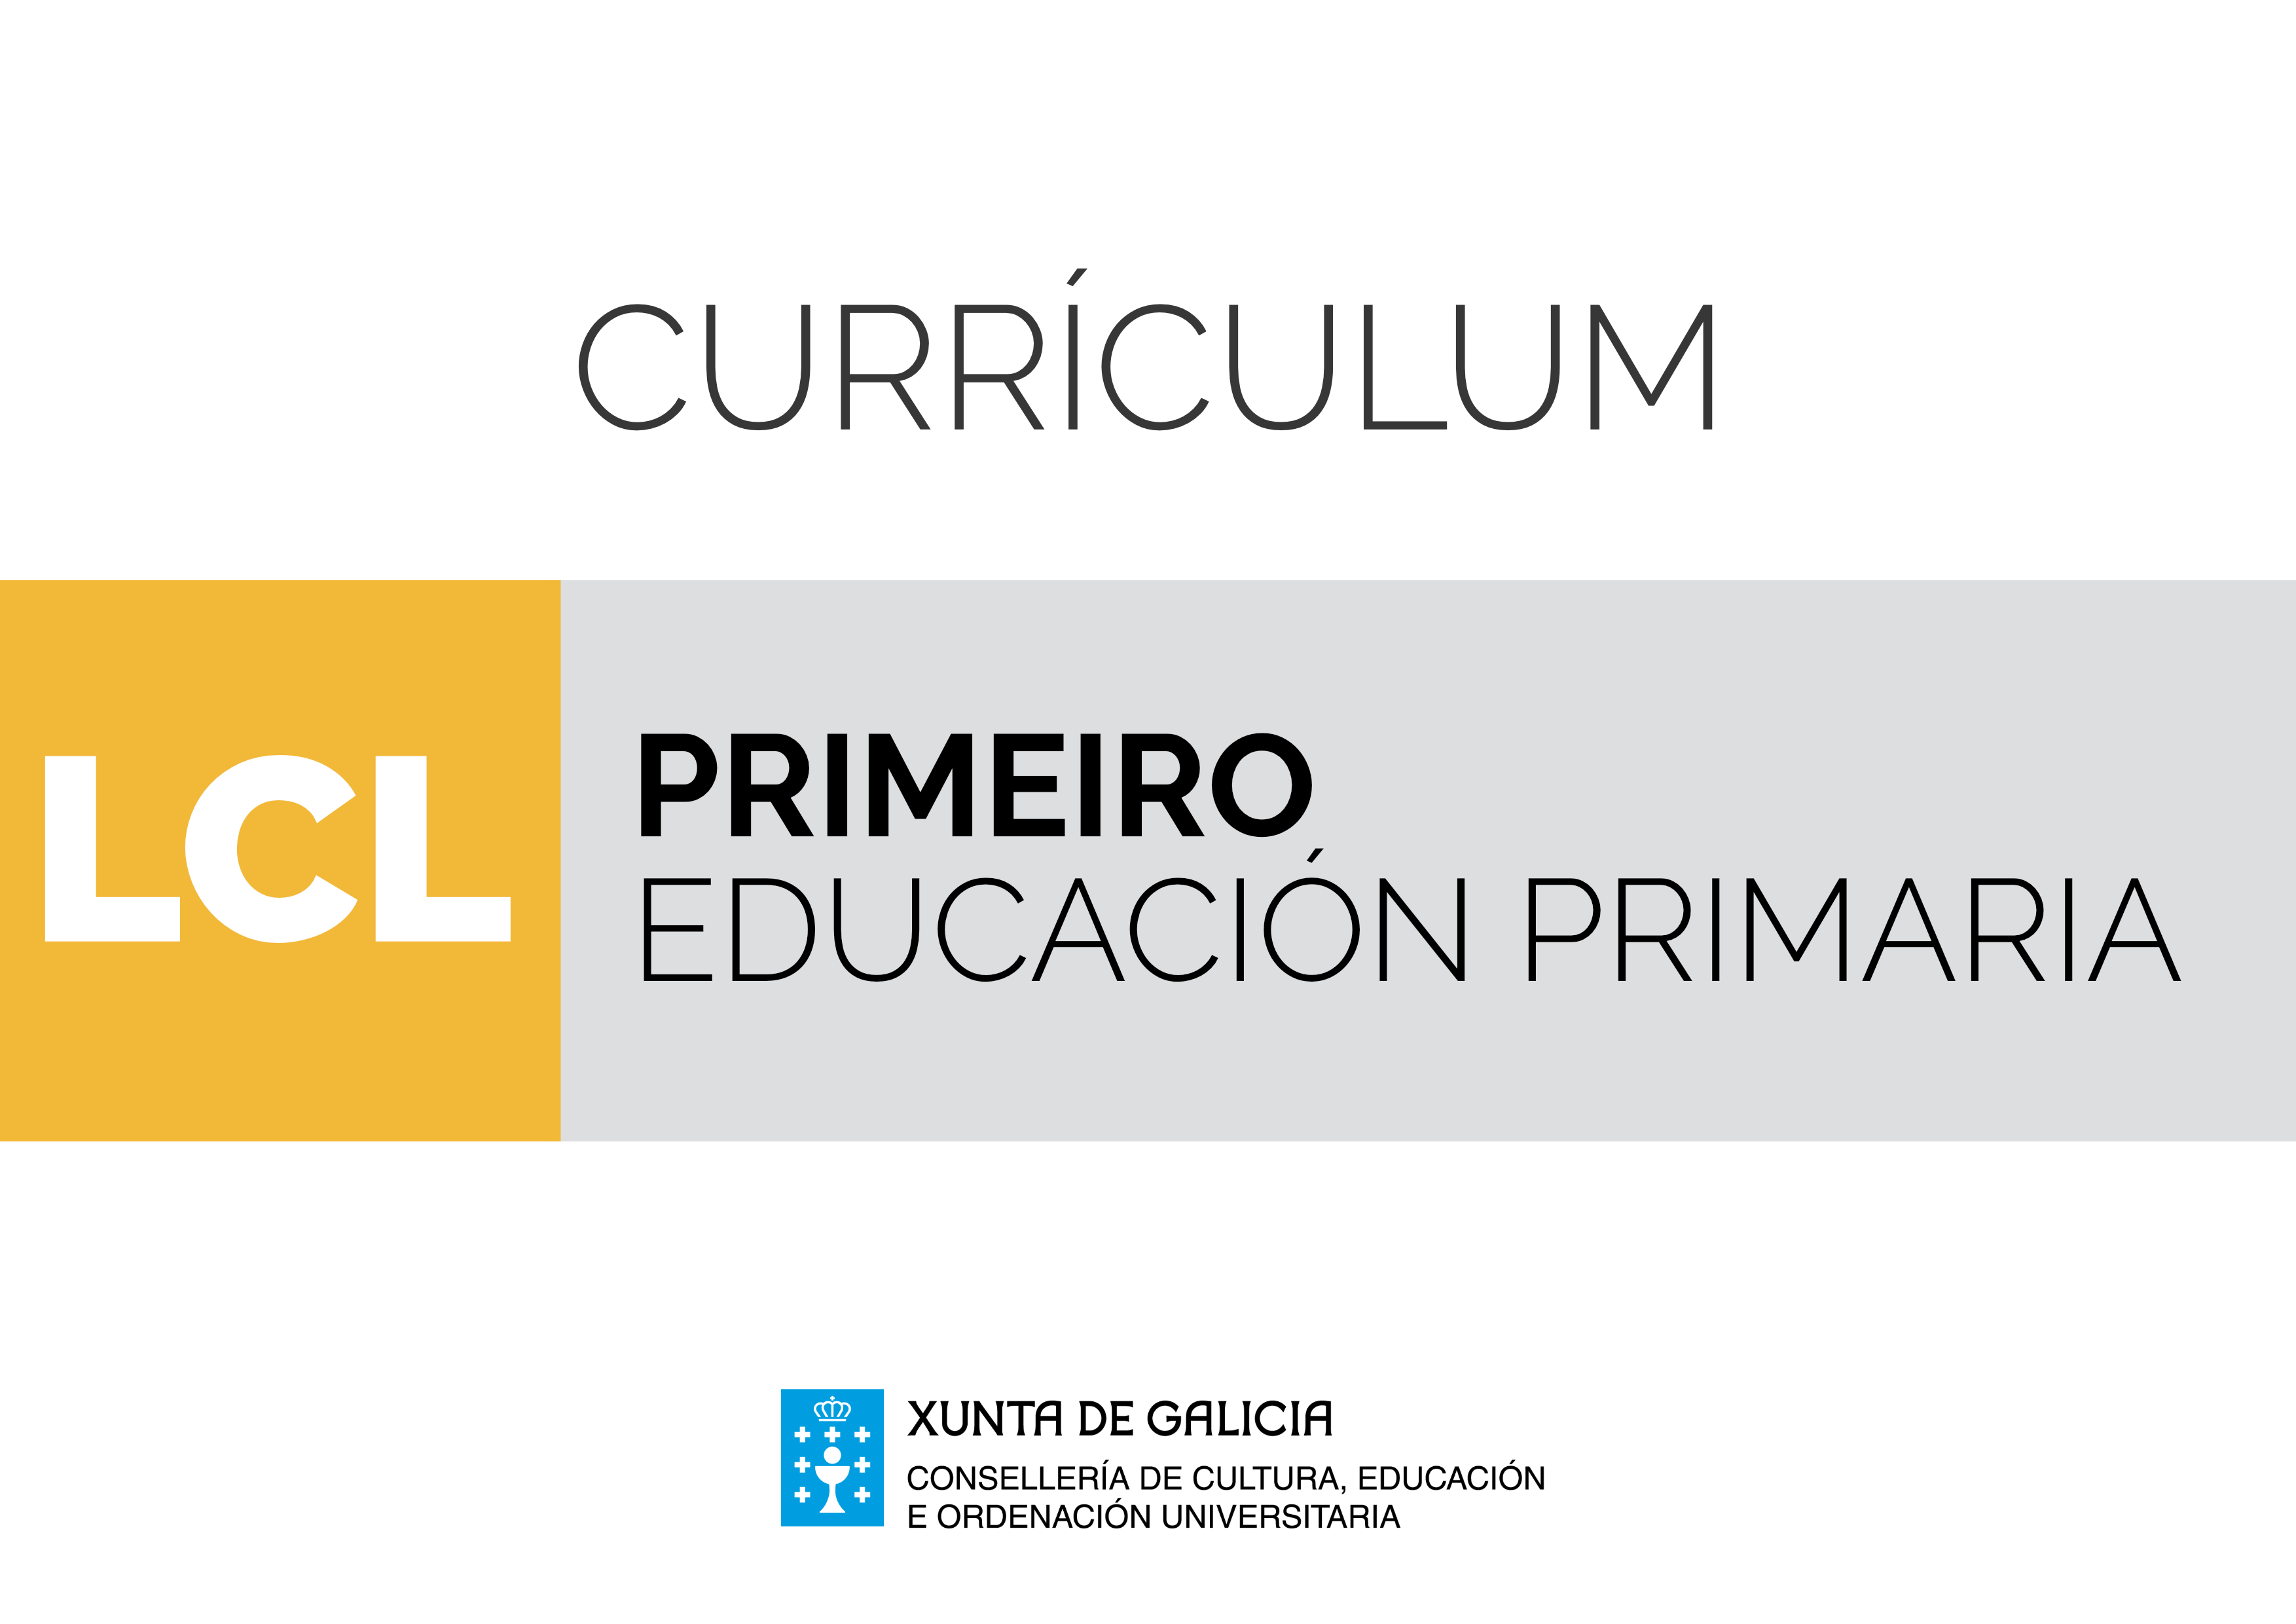 CURRÍCULUM
LCL
PRIMEIRO
EDUCACIÓN PRIMARIA
XUNTA DE GALICIA
CONSELLERÍA DE CULTURA, EDUCACIÓN
E ORDENACIÓN UNIVERSITARIA